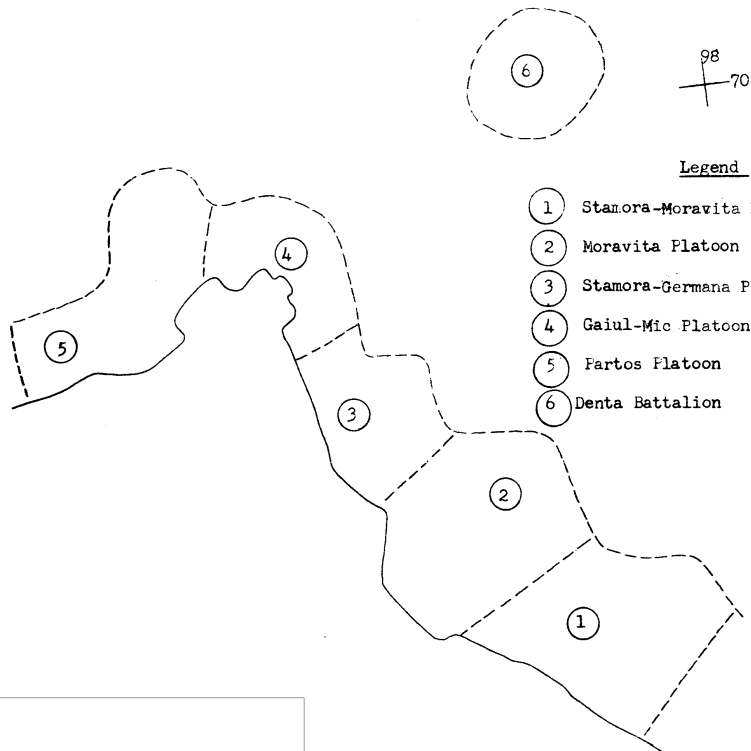 6
98
70
Legend
1 Stamora-Moravita
2 Moravita Platoon
3 Stamora-Germana P
4 Gaiul-Mic Platoon
5 Partos Platoon
6 Denta Battalion
4
5
3
2
1